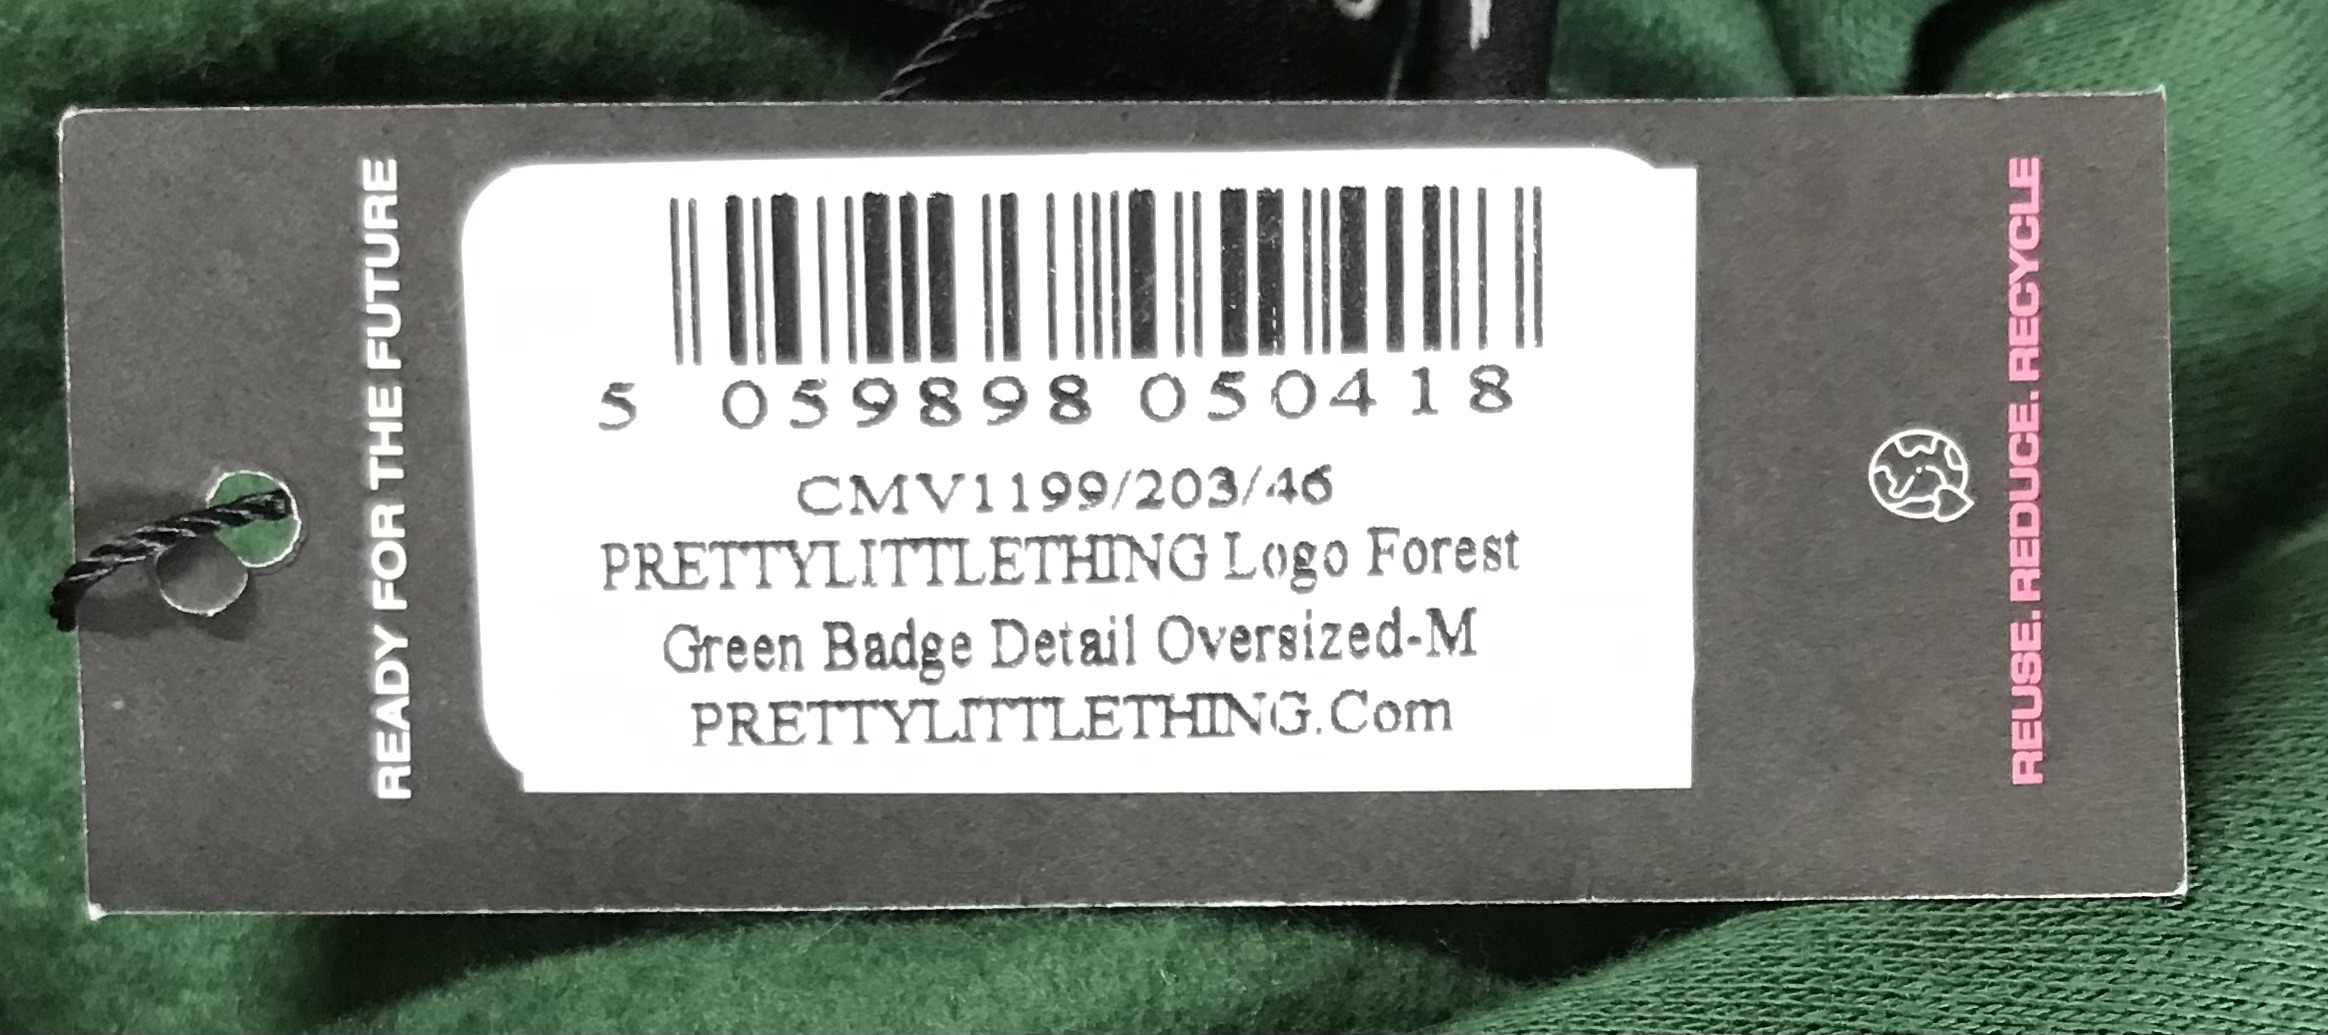 READY FOR THE FUTURE
5 059898 050418
CMV1199/203/46
PRETTYLITTLETHING Logo Forest
Green Badge Detail Oversized-M
PRETTYLITTLETHING.Com
REUSE. REDUCE. RECYCLE